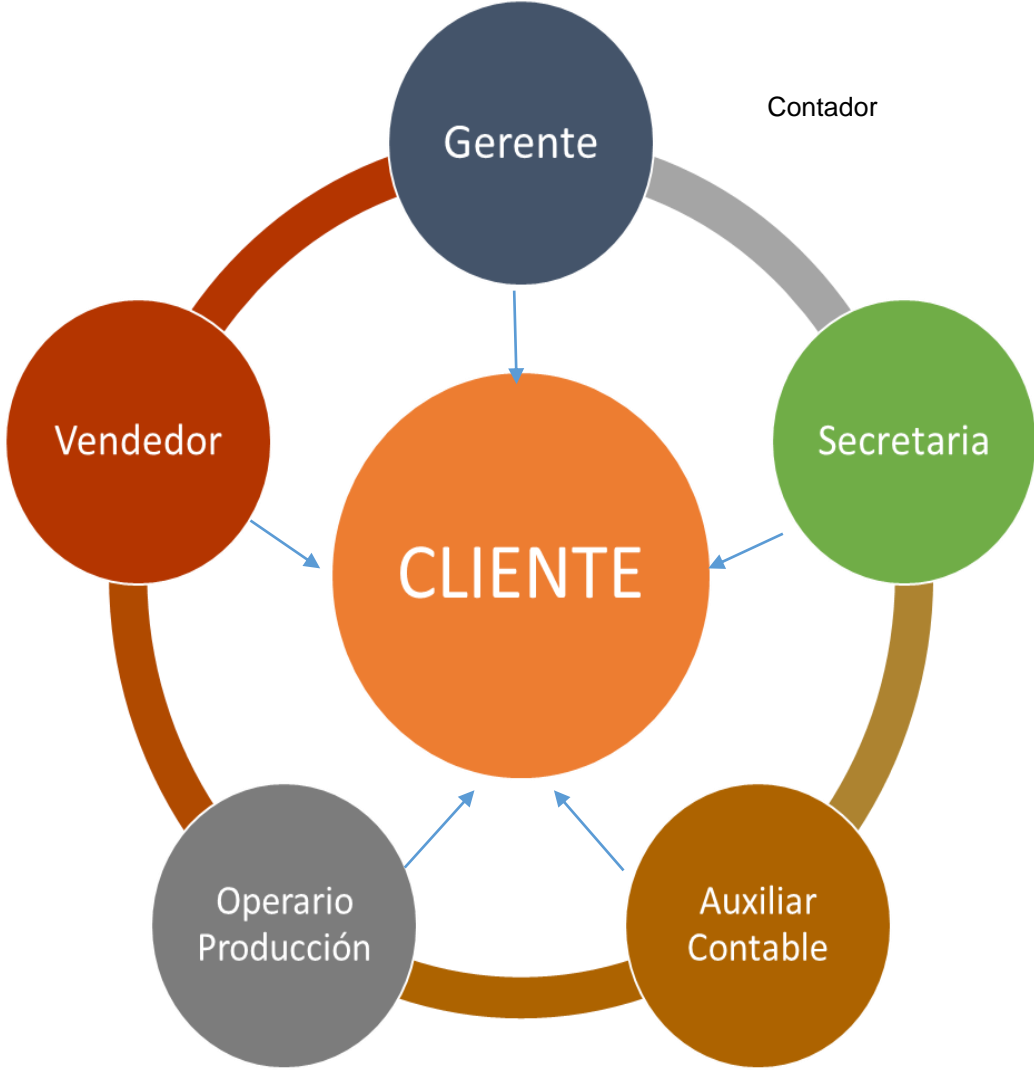 Gerente
Contador
Vendedor
Secretaria
CLIENTE
Operario
Producción
Auxiliar
Contable